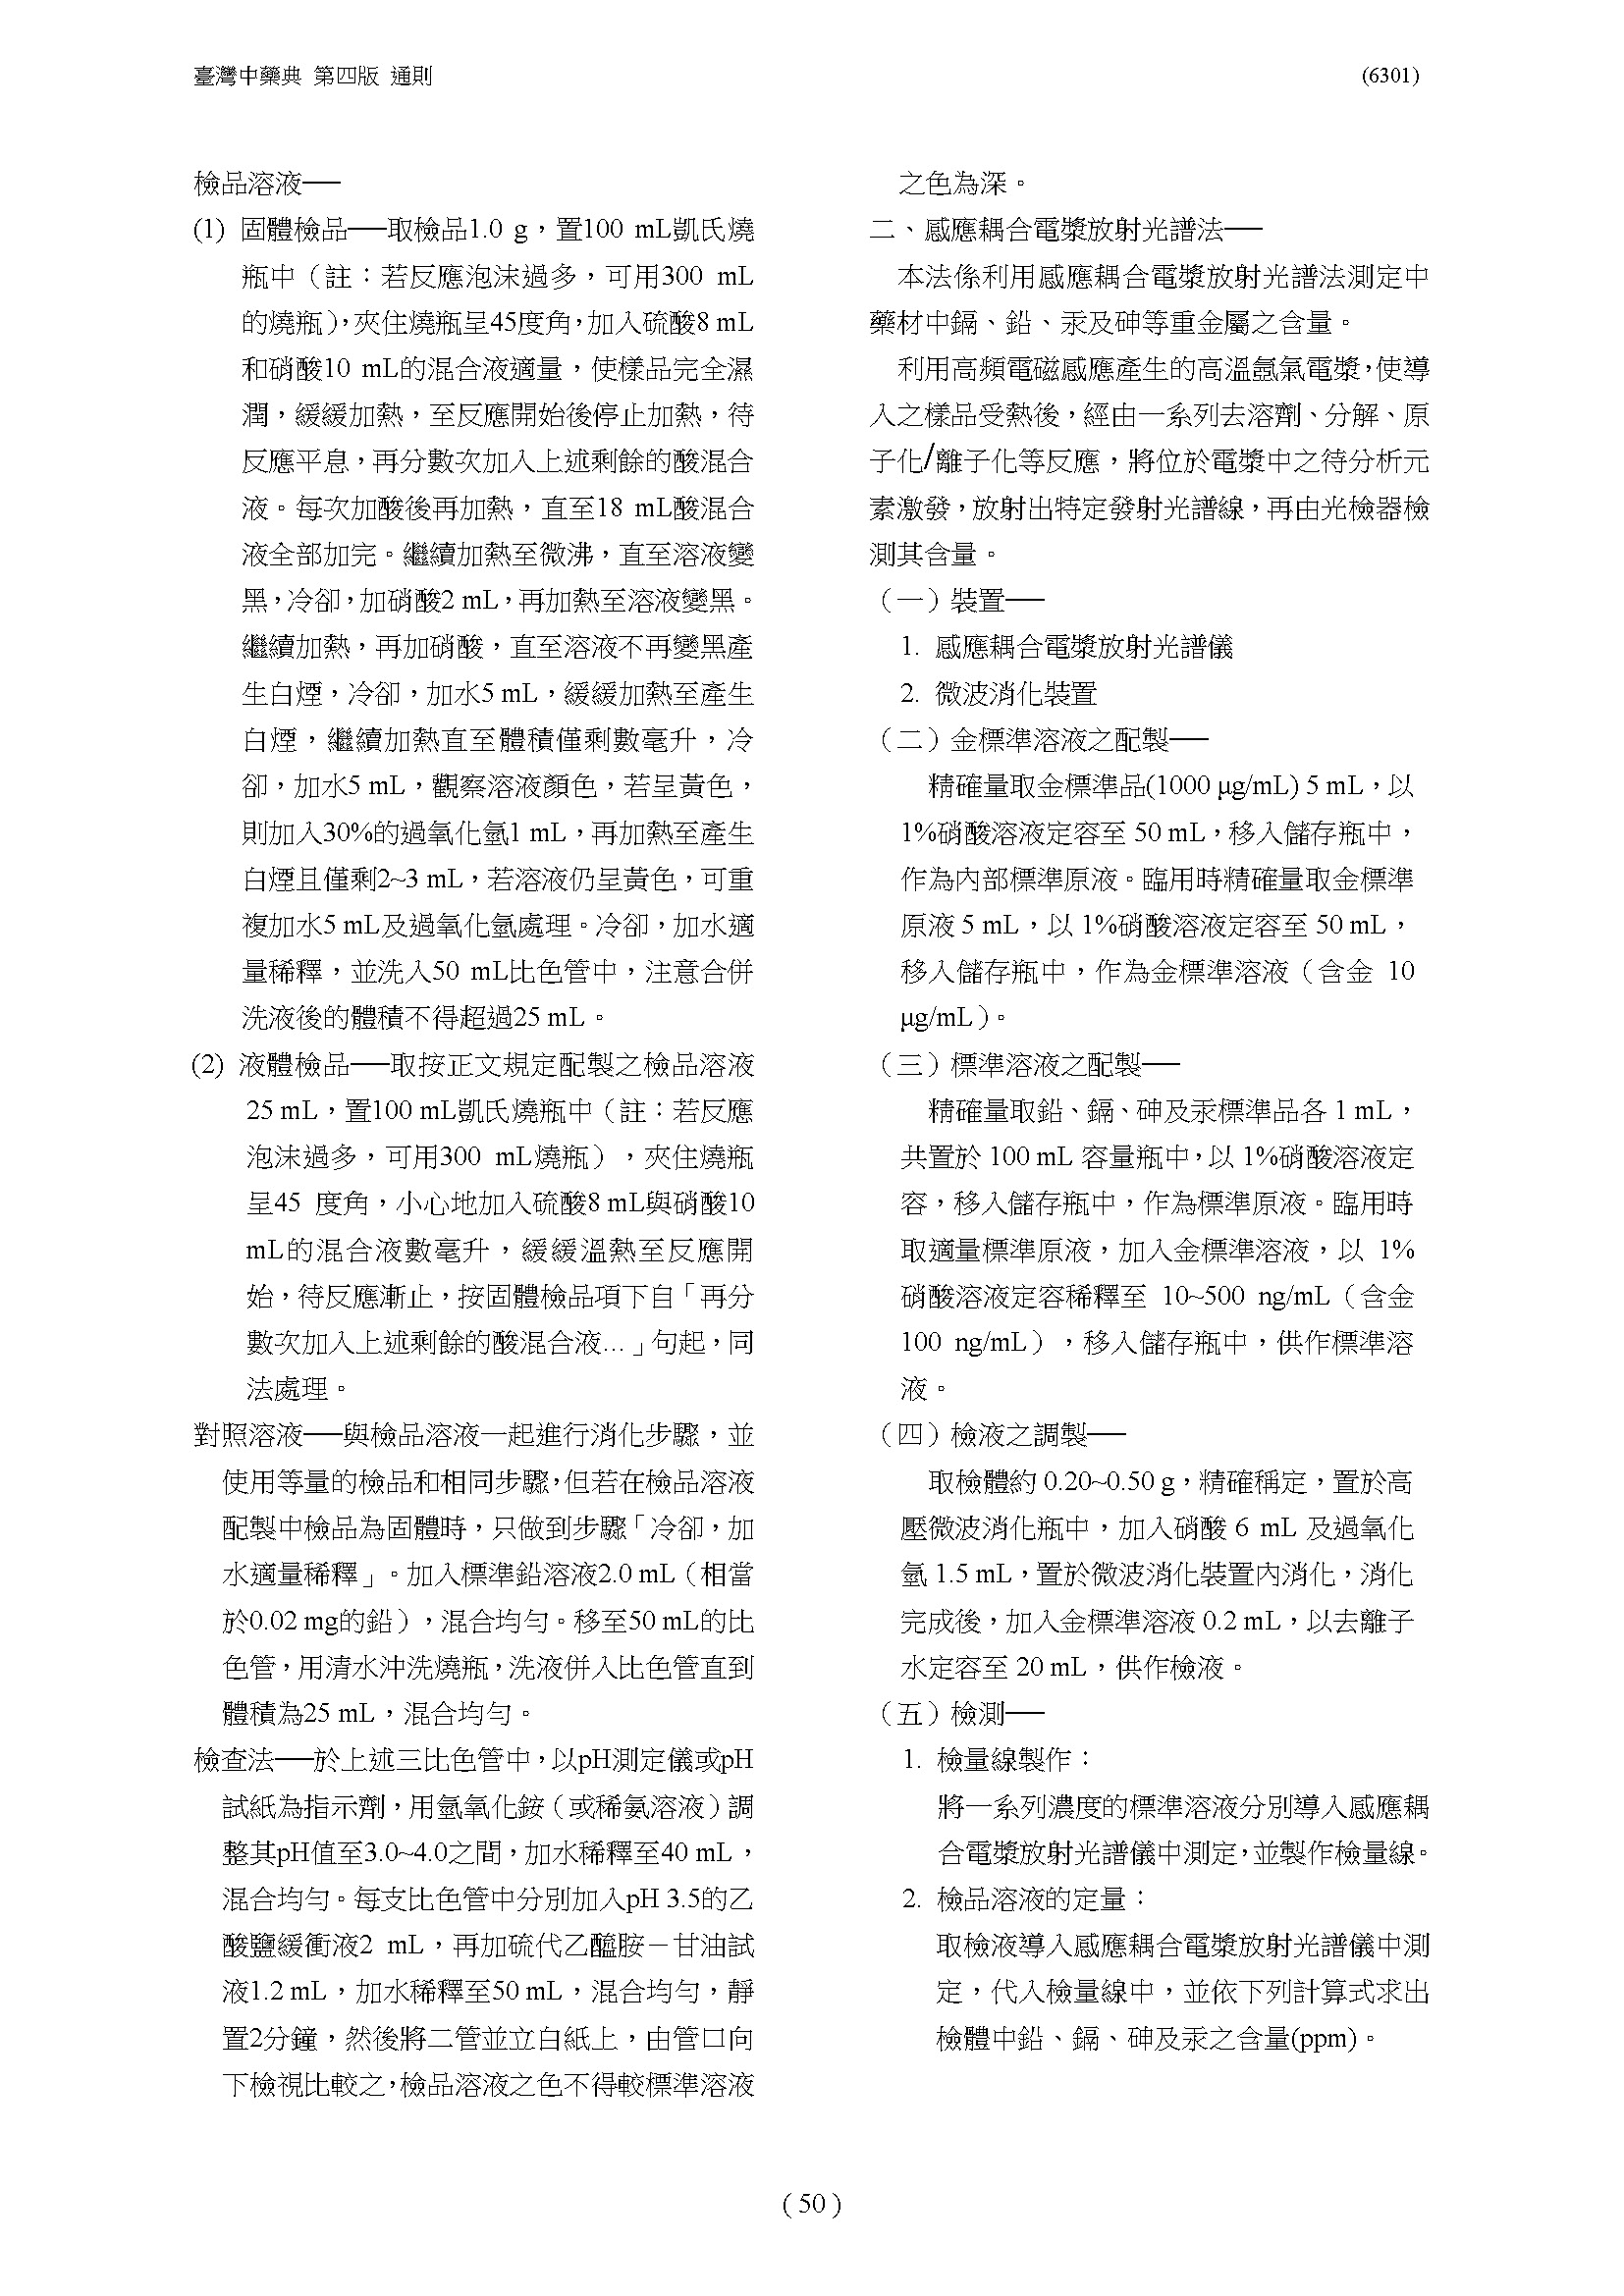 臺灣中藥典 第四版 通則
(6301)
檢品溶液──
(1) 固體檢品──取檢品1.0 g，置100 mL凱氏燒
瓶中（註：若反應泡沫過多，可用300 mL
的燒瓶），夾住燒瓶呈45度角，加入硫酸8 mL
和硝酸10 mL的混合液適量，使樣品完全濕
潤，緩緩加熱，至反應開始後停止加熱，待
反應平息，再分數次加入上述剩餘的酸混合
液。每次加酸後再加熱，直至18 mL酸混合
液全部加完。繼續加熱至微沸，直至溶液變
黑，冷卻，加硝酸2 mL，再加熱至溶液變黑。
繼續加熱，再加硝酸，直至溶液不再變黑產
生白煙，冷卻，加水5 mL，緩緩加熱至產生
白煙，繼續加熱直至體積僅剩數毫升，冷
卻，加水5 mL，觀察溶液顏色，若呈黃色，
則加入30%的過氧化氫1 mL，再加熱至產生
白煙且僅剩2~3 mL，若溶液仍呈黃色，可重
複加水5 mL及過氧化氫處理。冷卻，加水適
量稀釋，並洗入50 mL比色管中，注意合併
洗液後的體積不得超過25 mL。
(2) 液體檢品──取按正文規定配製之檢品溶液
25 mL，置100 mL凱氏燒瓶中（註：若反應
泡沫過多，可用300 mL燒瓶），夾住燒瓶
呈45 度角，小心地加入硫酸8 mL與硝酸10
mL的混合液數毫升，緩緩溫熱至反應開
始，待反應漸止，按固體檢品項下自「再分
數次加入上述剩餘的酸混合液…」句起，同
法處理。
對照溶液──與檢品溶液一起進行消化步驟，並
使用等量的檢品和相同步驟，但若在檢品溶液
配製中檢品為固體時，只做到步驟「冷卻，加
水適量稀釋」。加入標準鉛溶液2.0 mL（相當
於0.02 mg的鉛），混合均勻。移至50 mL的比
色管，用清水沖洗燒瓶，洗液併入比色管直到
體積為25 mL，混合均勻。
檢查法──於上述三比色管中，以pH測定儀或pH
試紙為指示劑，用氫氧化銨（或稀氨溶液）調
整其pH值至3.0~4.0之間，加水稀釋至40 mL，
混合均勻。每支比色管中分別加入pH 3.5的乙
酸鹽緩衝液2 mL，再加硫代乙醯胺－甘油試
液1.2 mL，加水稀釋至50 mL，混合均勻，靜
置2分鐘，然後將二管並立白紙上，由管口向
下檢視比較之，檢品溶液之色不得較標準溶液
之色為深。
二、感應耦合電漿放射光譜法──
本法係利用感應耦合電漿放射光譜法測定中
藥材中鎘、鉛、汞及砷等重金屬之含量。
利用高頻電磁感應產生的高溫氬氣電漿，使導
入之樣品受熱後，經由一系列去溶劑、分解、原
子化/離子化等反應，將位於電漿中之待分析元
素激發，放射出特定發射光譜線，再由光檢器檢
測其含量。
（一）裝置──
1. 感應耦合電漿放射光譜儀
2. 微波消化裝置
（二）金標準溶液之配製──
精確量取金標準品(1000 μg/mL) 5 mL，以
1%硝酸溶液定容至 50 mL，移入儲存瓶中，
作為內部標準原液。臨用時精確量取金標準
原液 5 mL，以 1%硝酸溶液定容至 50 mL，
移入儲存瓶中，作為金標準溶液（含金 10
μg/mL）。
（三）標準溶液之配製──
精確量取鉛、鎘、砷及汞標準品各 1 mL，
共置於 100 mL 容量瓶中，以 1%硝酸溶液定
容，移入儲存瓶中，作為標準原液。臨用時
取適量標準原液，加入金標準溶液，以 1%
硝酸溶液定容稀釋至 10~500 ng/mL（含金
100 ng/mL），移入儲存瓶中，供作標準溶
液。
（四）檢液之調製──
取檢體約 0.20~0.50 g，精確稱定，置於高
壓微波消化瓶中，加入硝酸 6 mL 及過氧化
氫 1.5 mL，置於微波消化裝置內消化，消化
完成後，加入金標準溶液 0.2 mL，以去離子
水定容至 20 mL，供作檢液。
（五）檢測──
1. 檢量線製作：
將一系列濃度的標準溶液分別導入感應耦
合電漿放射光譜儀中測定，並製作檢量線。
2. 檢品溶液的定量：
取檢液導入感應耦合電漿放射光譜儀中測
定，代入檢量線中，並依下列計算式求出
檢體中鉛、鎘、砷及汞之含量(ppm)。
( 50 )